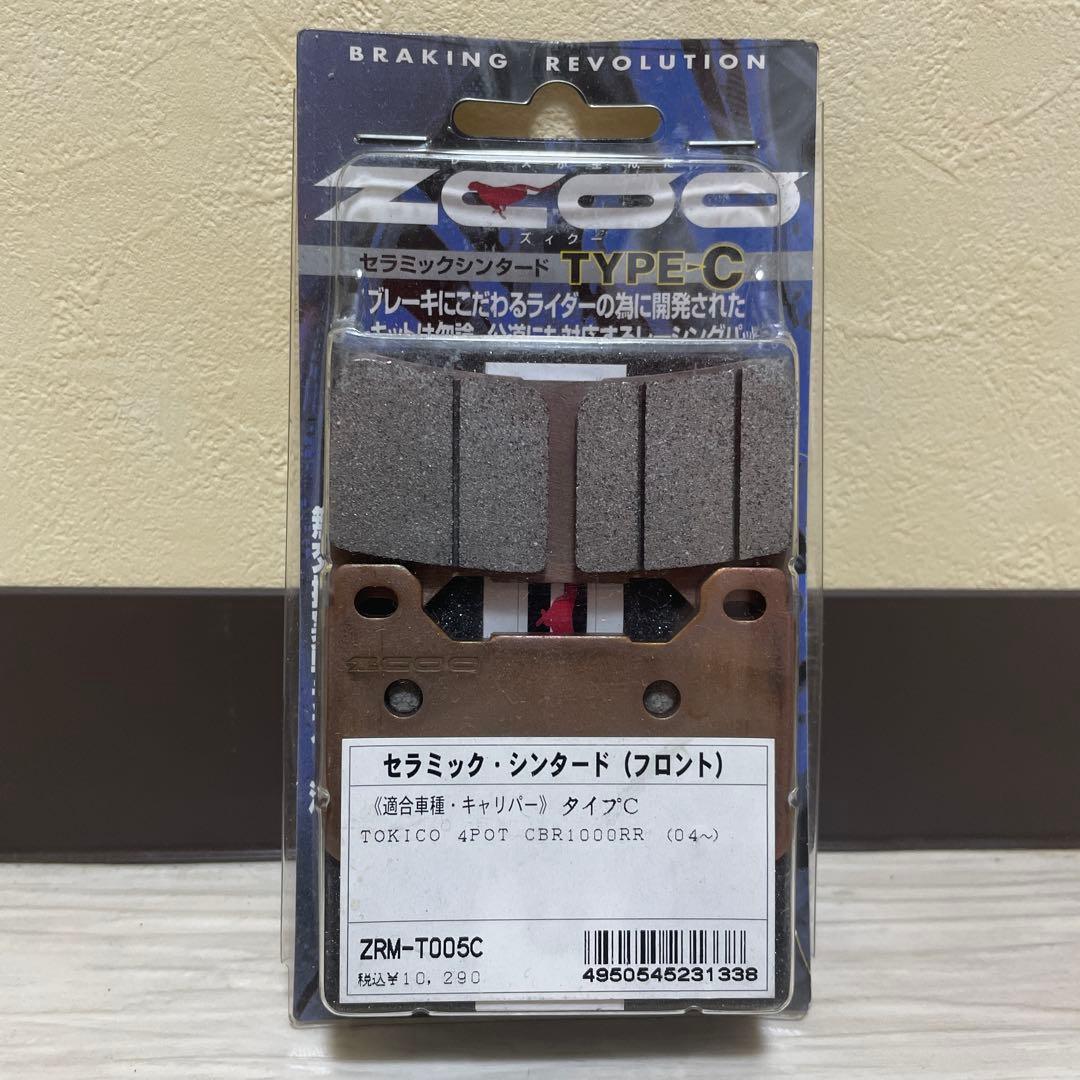 BRAKING REVOLUTION
ZCOO
ズィクー
セラミックシンタード TYPE-C
ブレーキにこだわるライダーの為に開発された
ZCOO
セラミック・シンタード（フロント）
《適合車種・キャリパー》 タイプC
TOKICO 4POT CBR1000RR （04～）
ZRM-T005C
税込¥10,290
4950545231338